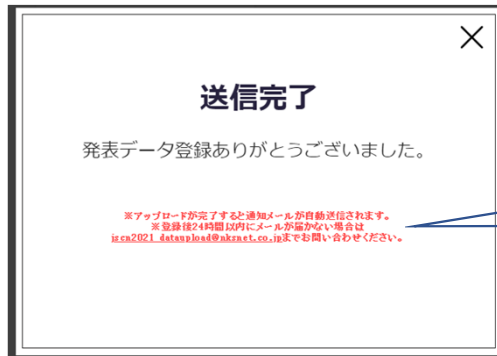 送信完了
発表データ登録ありがとうございました。
※アップロードが完了すると通知メールが自動送信されます。
※登録後24時間以内にメールが届かない場合は
jscn2021_dataupload@nksnet.co.jpまでお問い合わせください。